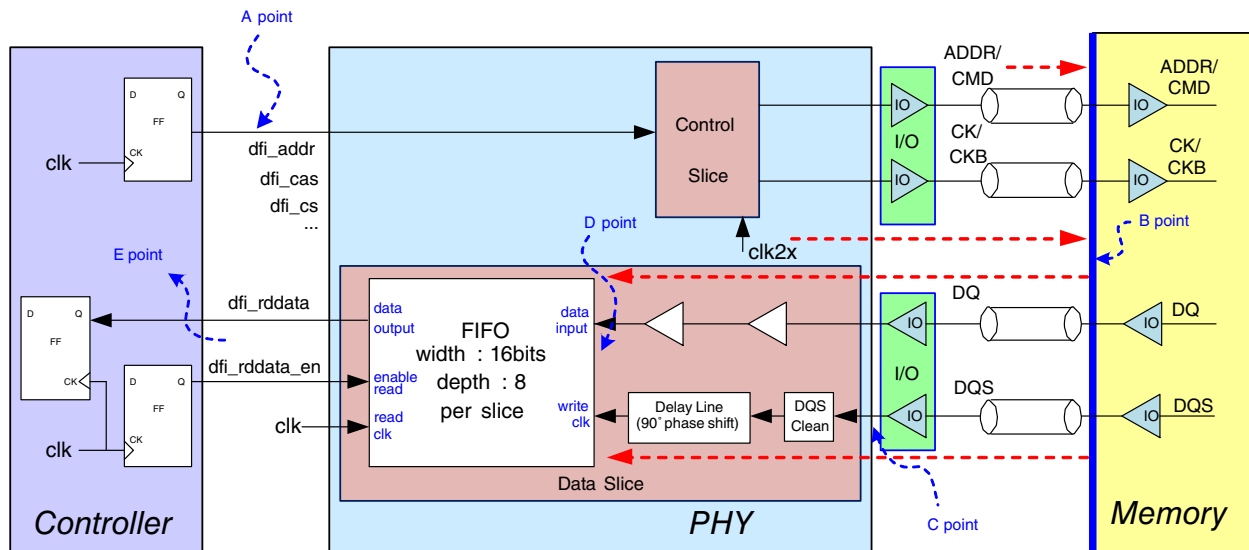 A point
D
Q
FF
CK
clk
dfi_addr
dfi_cas
dfi_cs
...
Control
Slice
clk2x
IO
I/O
IO
ADDR/
CMD
CK/
CKB
IO
ADDR/
CMD
IO
CK/
CKB
B point
E point
D point
dfi_rddata
D
Q
FF
CK
dfi_rddata_en
D
Q
FF
CK
clk
clk
data
output
FIFO
width : 16bits
depth : 8
per slice
enable
read
read
clk
data
input
write
clk
Delay Line
(90˚ phase shift)
DQS
Clean
Data Slice
IO
I/O
IO
DQ
DQS
IO
DQ
IO
DQS
C point
Controller
PHY
Memory